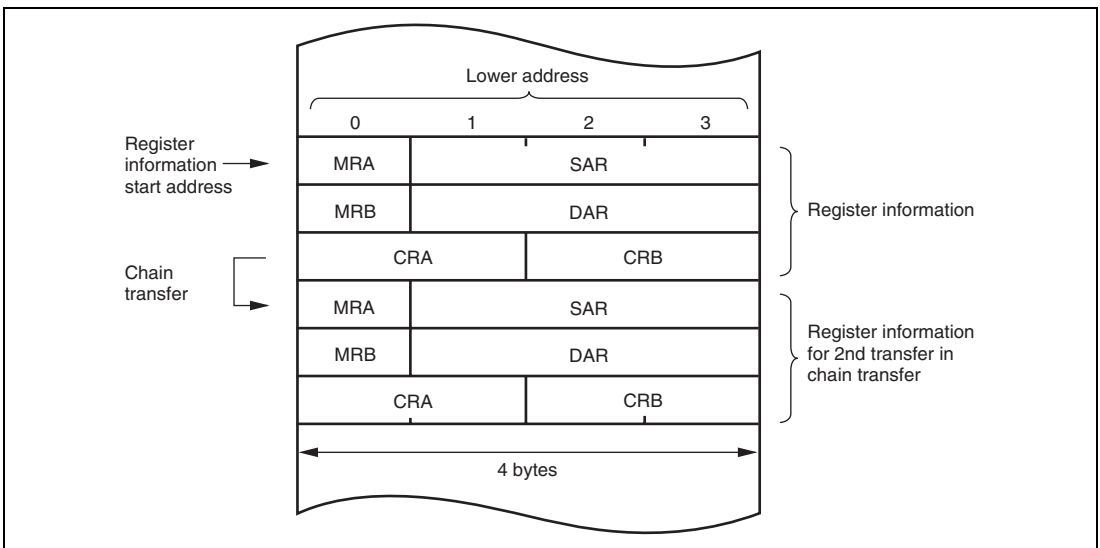 Lower address
0 1 2 3
Register
information
start address
MRA SAR
MRB DAR
Register information
CRA CRB
Chain
transfer
MRA SAR
MRB DAR
Register information
for 2nd transfer in
chain transfer
CRA CRB
4 bytes